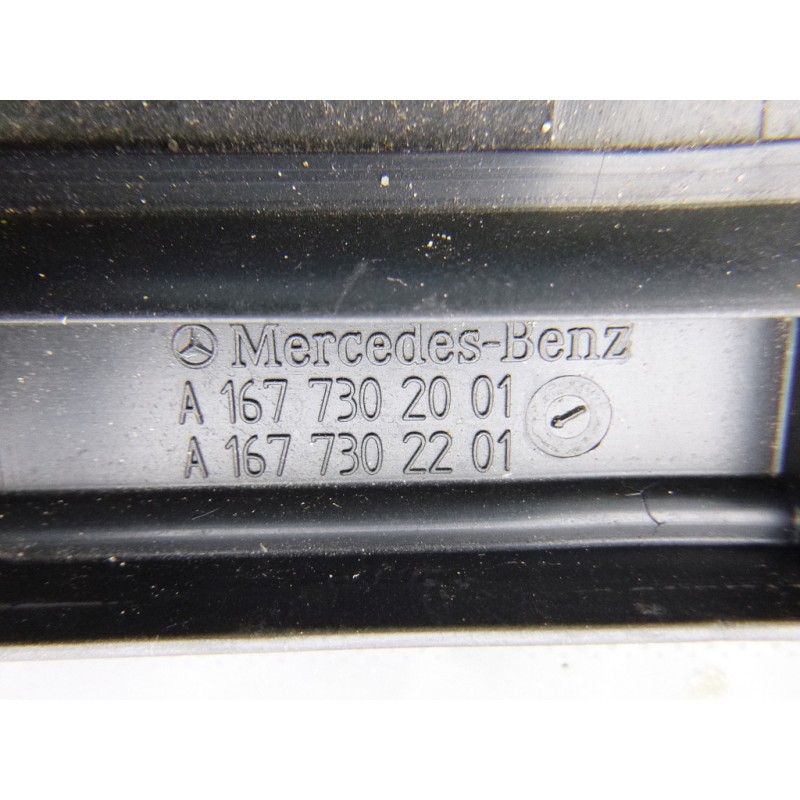 Mercedes-Benz
A 167 730 20 01
A 167 730 22 01